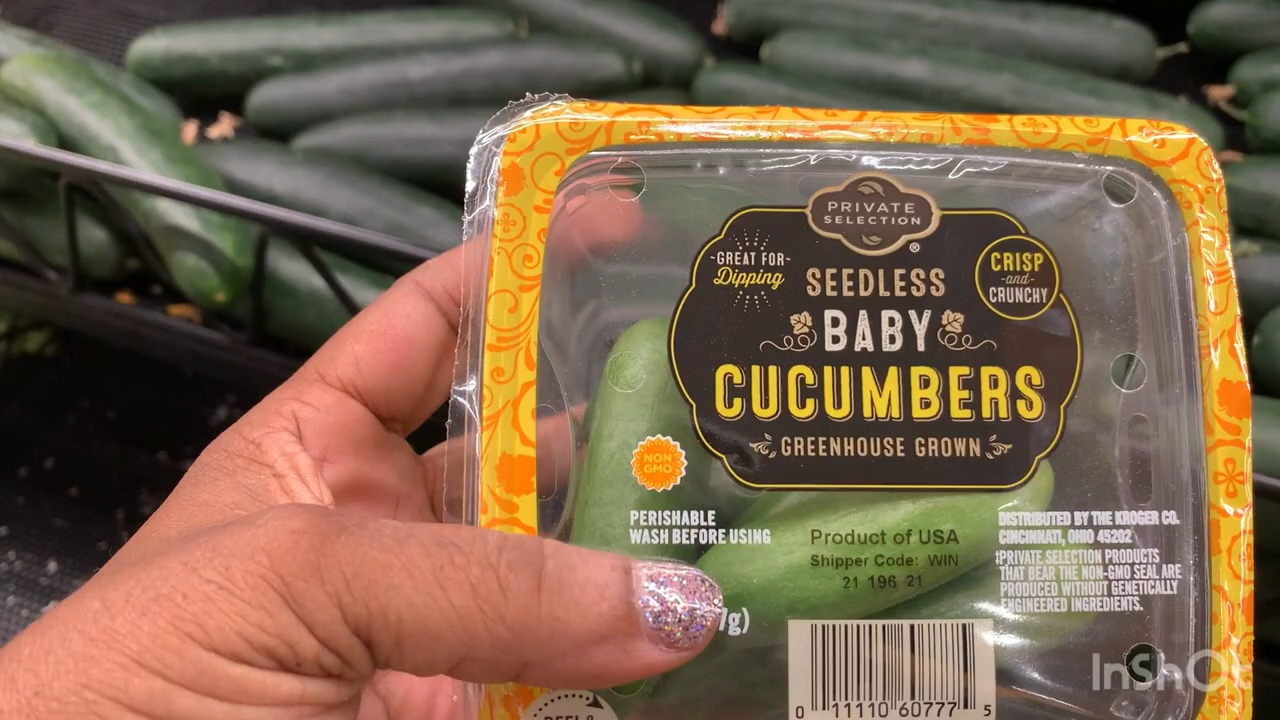 PRIVATE
SELECTION
®
~GREAT FOR~
Dipping
SEEDLESS
BABY
CUCUMBERS
GREENHOUSE GROWN
CRISP
-and-
CRUNCHY
NON
GMO
PERISHABLE
WASH BEFORE USING
Product of USA
Shipper Code: WIN
21 196 21
DISTRIBUTED BY THE KROGER CO.
CINCINNATI, OHIO 45202
‡PRIVATE SELECTION PRODUCTS
THAT BEAR THE NON-GMO SEAL ARE
PRODUCED WITHOUT GENETICALLY
ENGINEERED INGREDIENTS.
7g)
0 11110 60777 5
PEEL &
InShOt